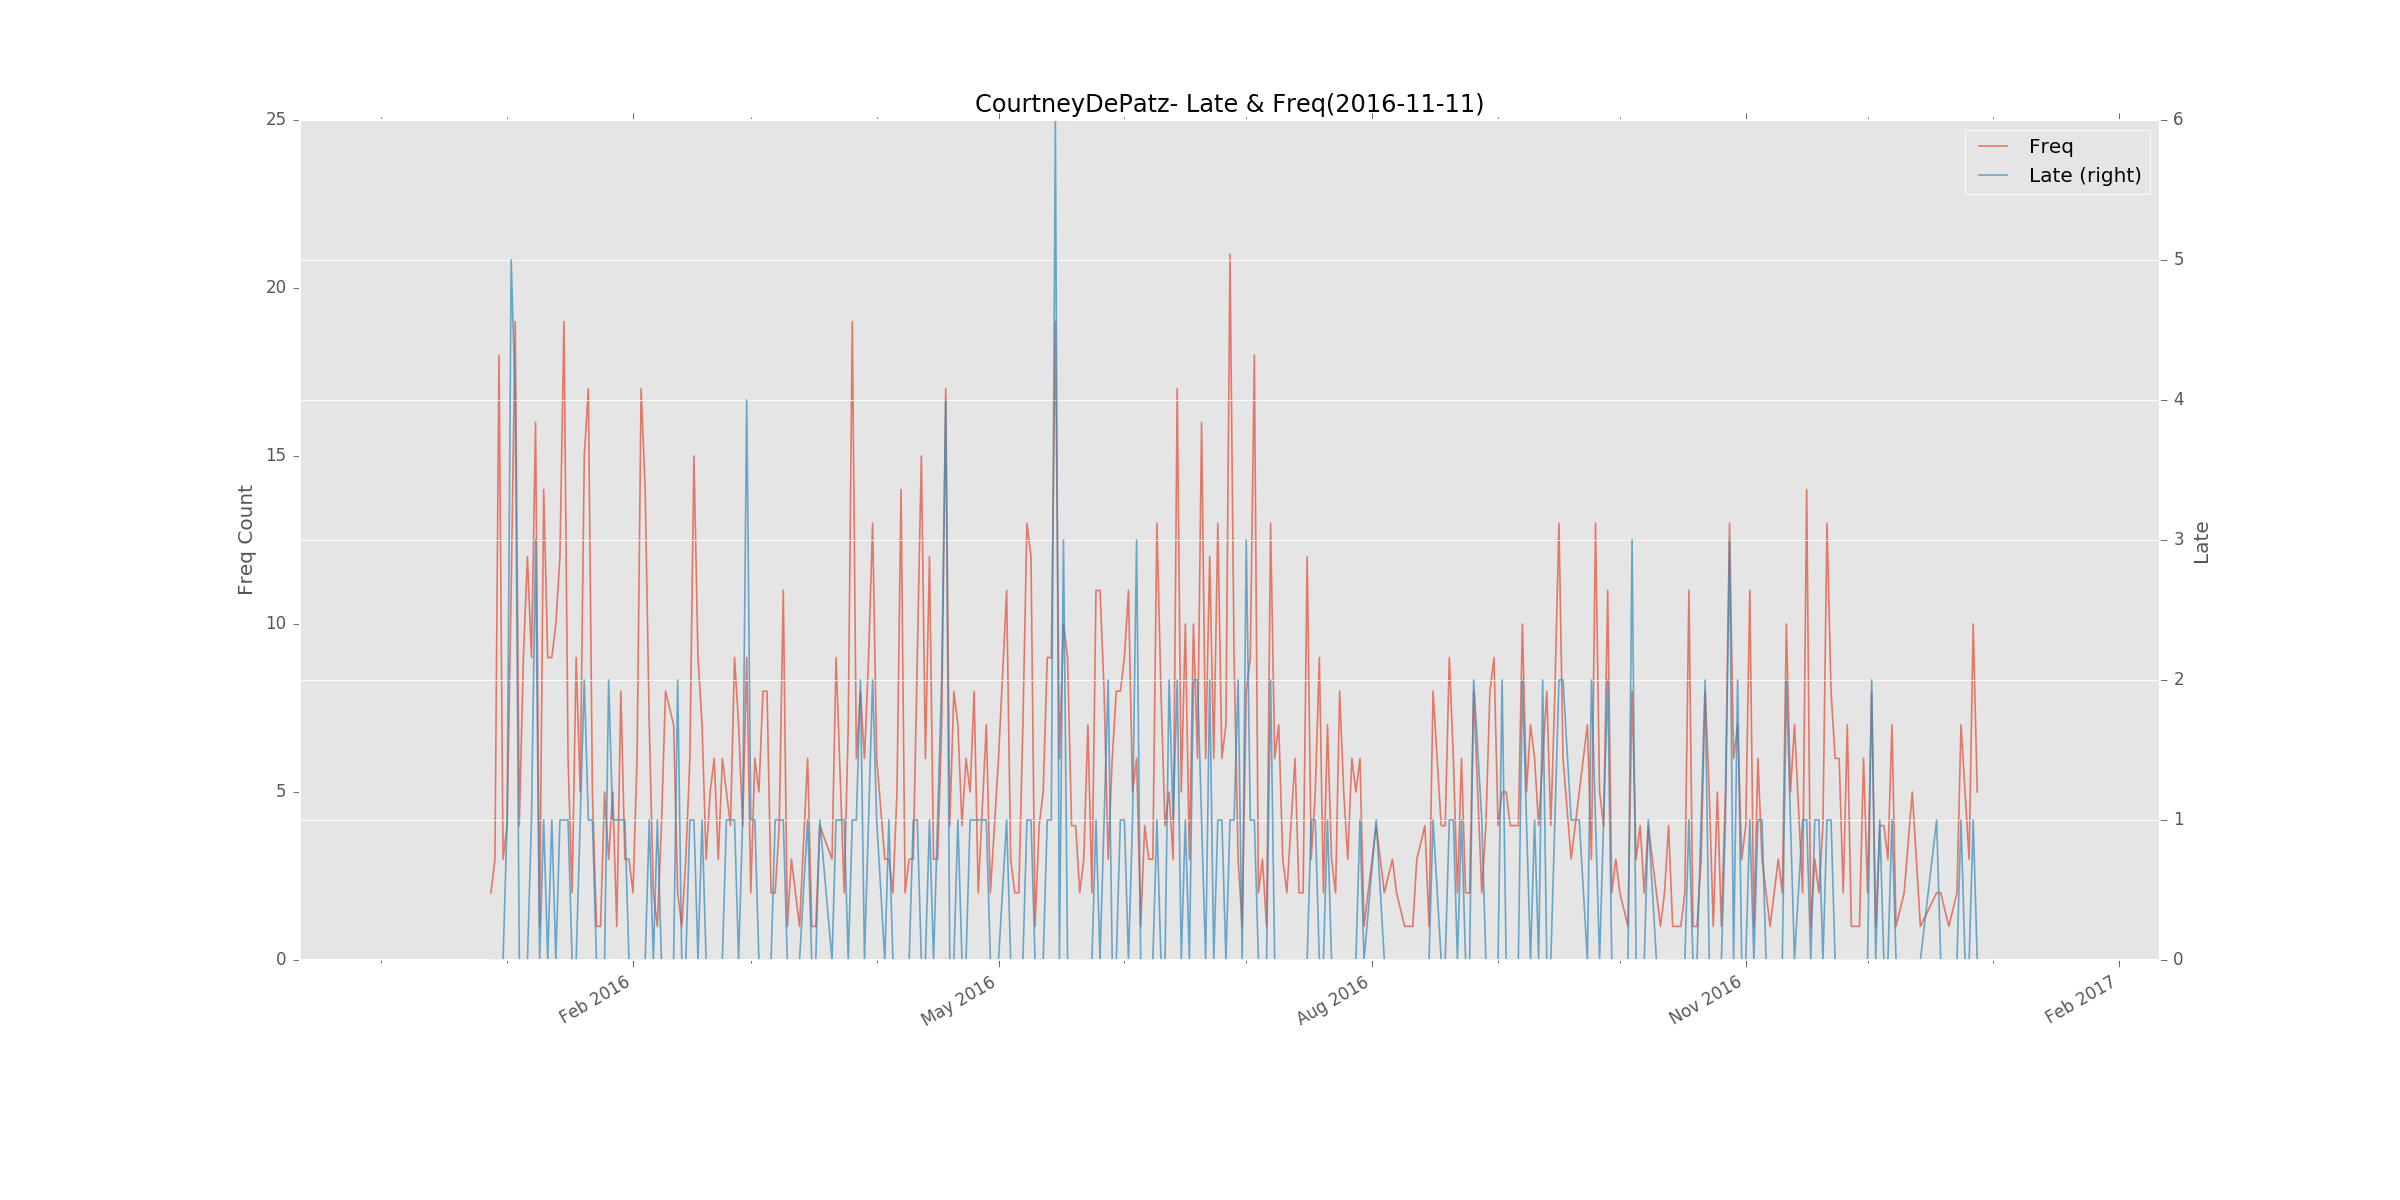 CourtneyDePatz- Late & Freq(2016-11-11)
25
20
15
10
5
0
Freq Count
6
5
4
3
2
1
0
Late
Freq
Late (right)
Feb 2016
May 2016
Aug 2016
Nov 2016
Feb 2017